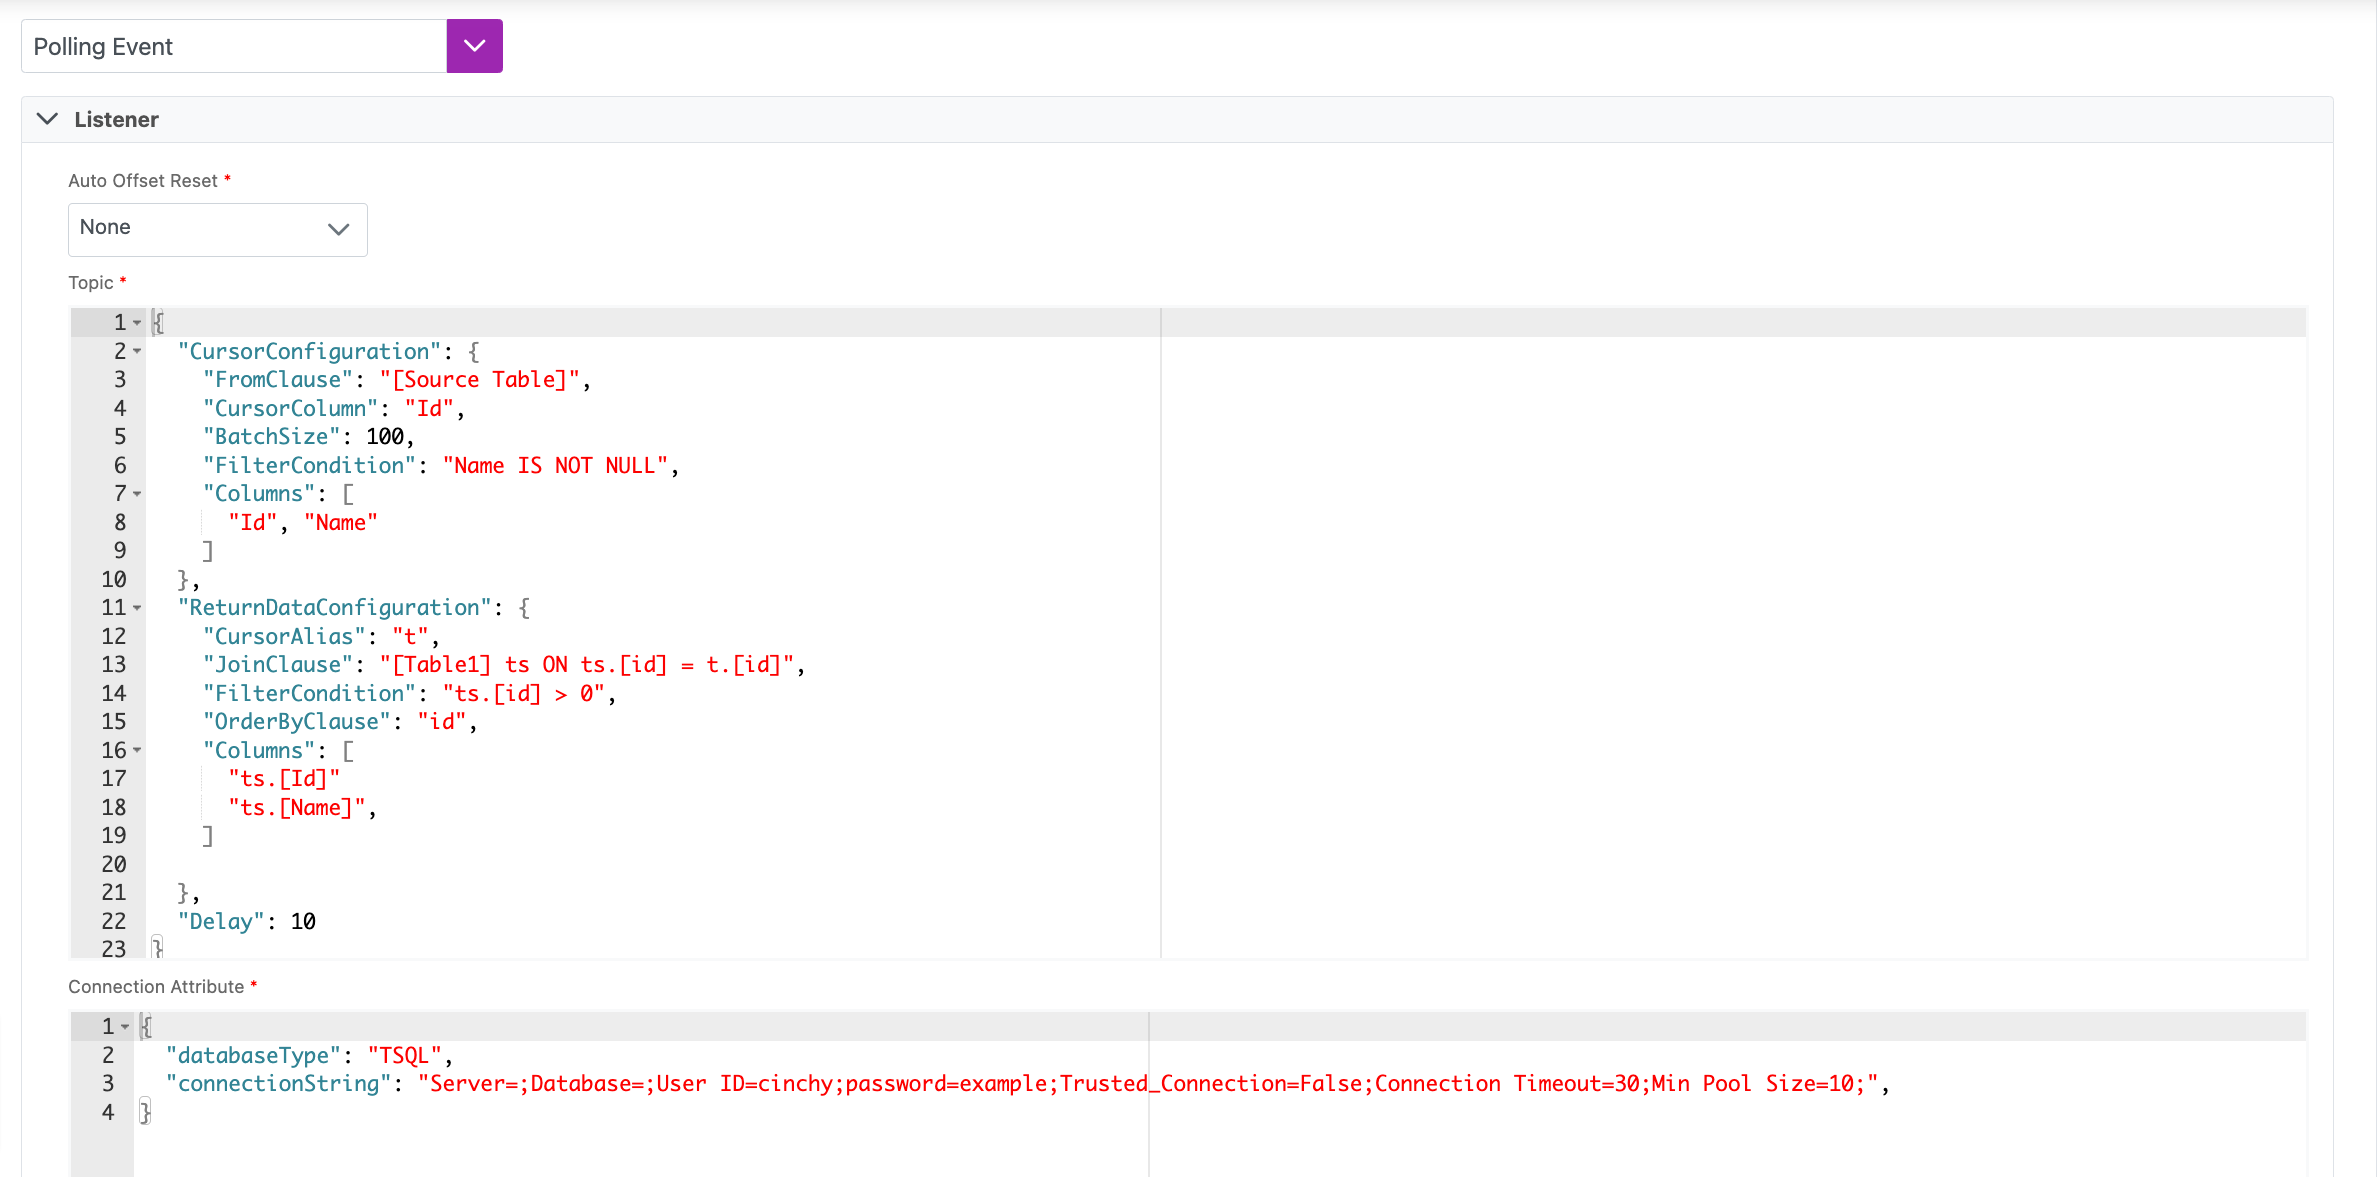 Polling Event
Listener
Auto Offset Reset *
None
Topic *
1 {
2 "CursorConfiguration": {
3 "FromClause": "[Source Table]",
4 "CursorColumn": "Id",
5 "BatchSize": 100,
6 "FilterCondition": "Name IS NOT NULL",
7 "Columns": [
8 "Id", "Name"
9 ]
10 },
11 "ReturnDataConfiguration": {
12 "CursorAlias": "t",
13 "JoinClause": "[Table1] ts ON ts.[id] = t.[id]",
14 "FilterCondition": "ts.[id] > 0",
15 "OrderByClause": "id",
16 "Columns": [
17 "ts.[Id]"
18 "ts.[Name]",
19 ]
20
21 },
22 "Delay": 10
23 }
Connection Attribute *
1 {
2 "databaseType": "TSQL",
3 "connectionString": "Server=;Database=;User ID=cinchy;password=example;Trusted_Connection=False;Connection Timeout=30;Min Pool Size=10;",
4 }